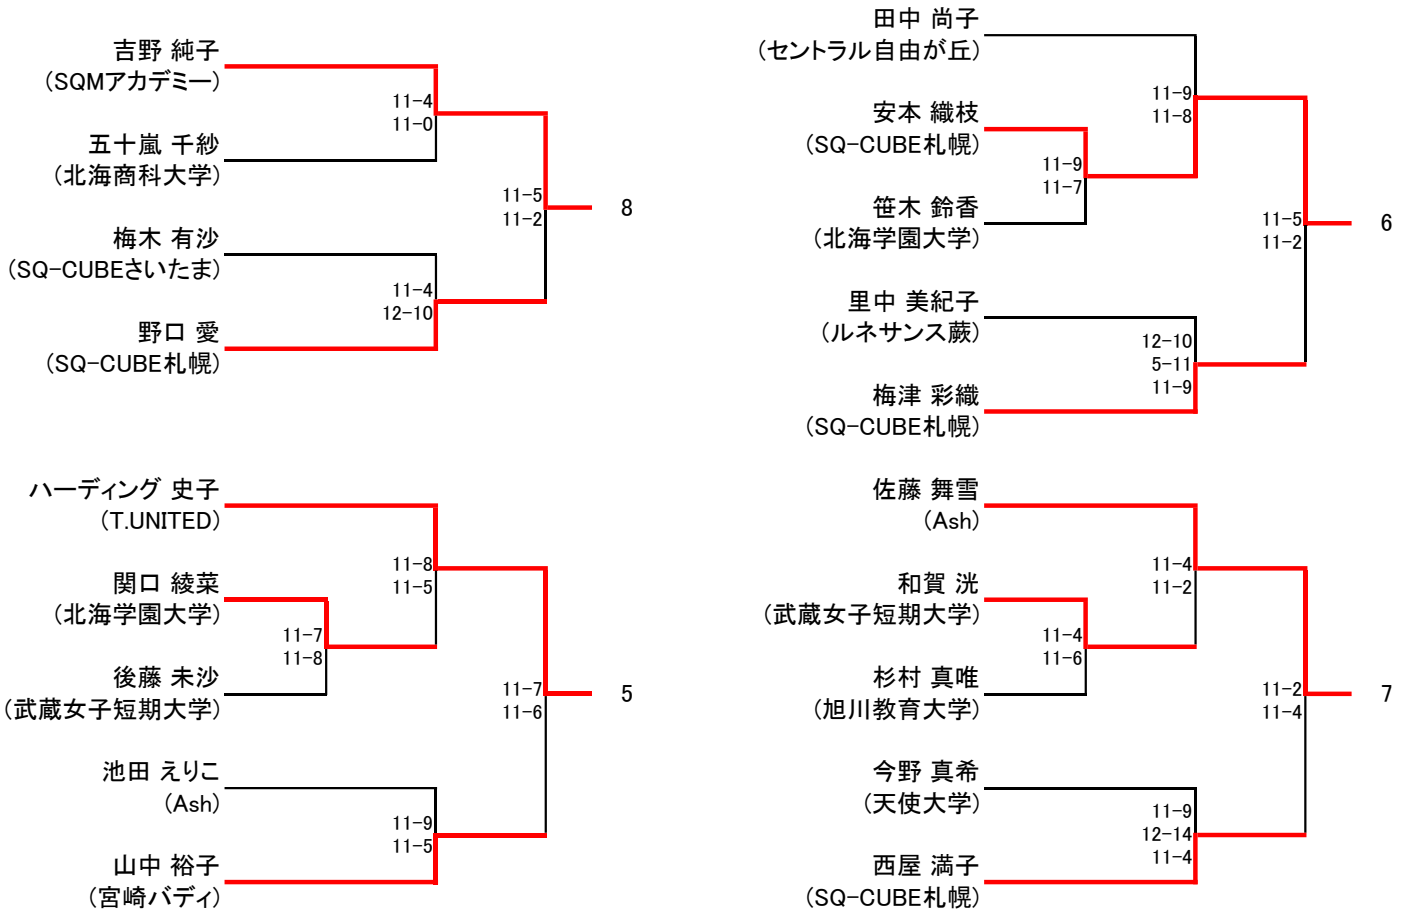 吉野 純子
(SQMアカデミー)
11-4
11-0
五十嵐 千紗
(北海商科大学)
11-5
11-2
8
梅木 有沙
(SQ-CUBEさいたま)
11-4
12-10
野口 愛
(SQ-CUBE札幌)
田中 尚子
(セントラル自由が丘)
11-9
11-8
安本 織枝
(SQ-CUBE札幌)
11-9
11-7
笹木 鈴香
(北海学園大学)
11-5
11-2
6
里中 美紀子
(ルネサンス蕨)
12-10
5-11
11-9
梅津 彩織
(SQ-CUBE札幌)
ハーディング 史子
(T.UNITED)
11-8
11-5
関口 綾菜
(北海学園大学)
11-7
11-8
後藤 未沙
(武蔵女子短期大学)
11-7
11-6
5
池田 えりこ
(Ash)
11-9
11-5
山中 裕子
(宮崎バディ)
佐藤 舞雪
(Ash)
11-4
11-2
和賀 洸
(武蔵女子短期大学)
11-4
11-6
杉村 真唯
(旭川教育大学)
11-2
11-4
7
今野 真希
(天使大学)
11-9
12-14
11-4
西屋 満子
(SQ-CUBE札幌)